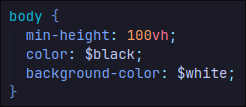 body {
  min-height: 100vh;
  color: $black;
  background-color: $white;
}